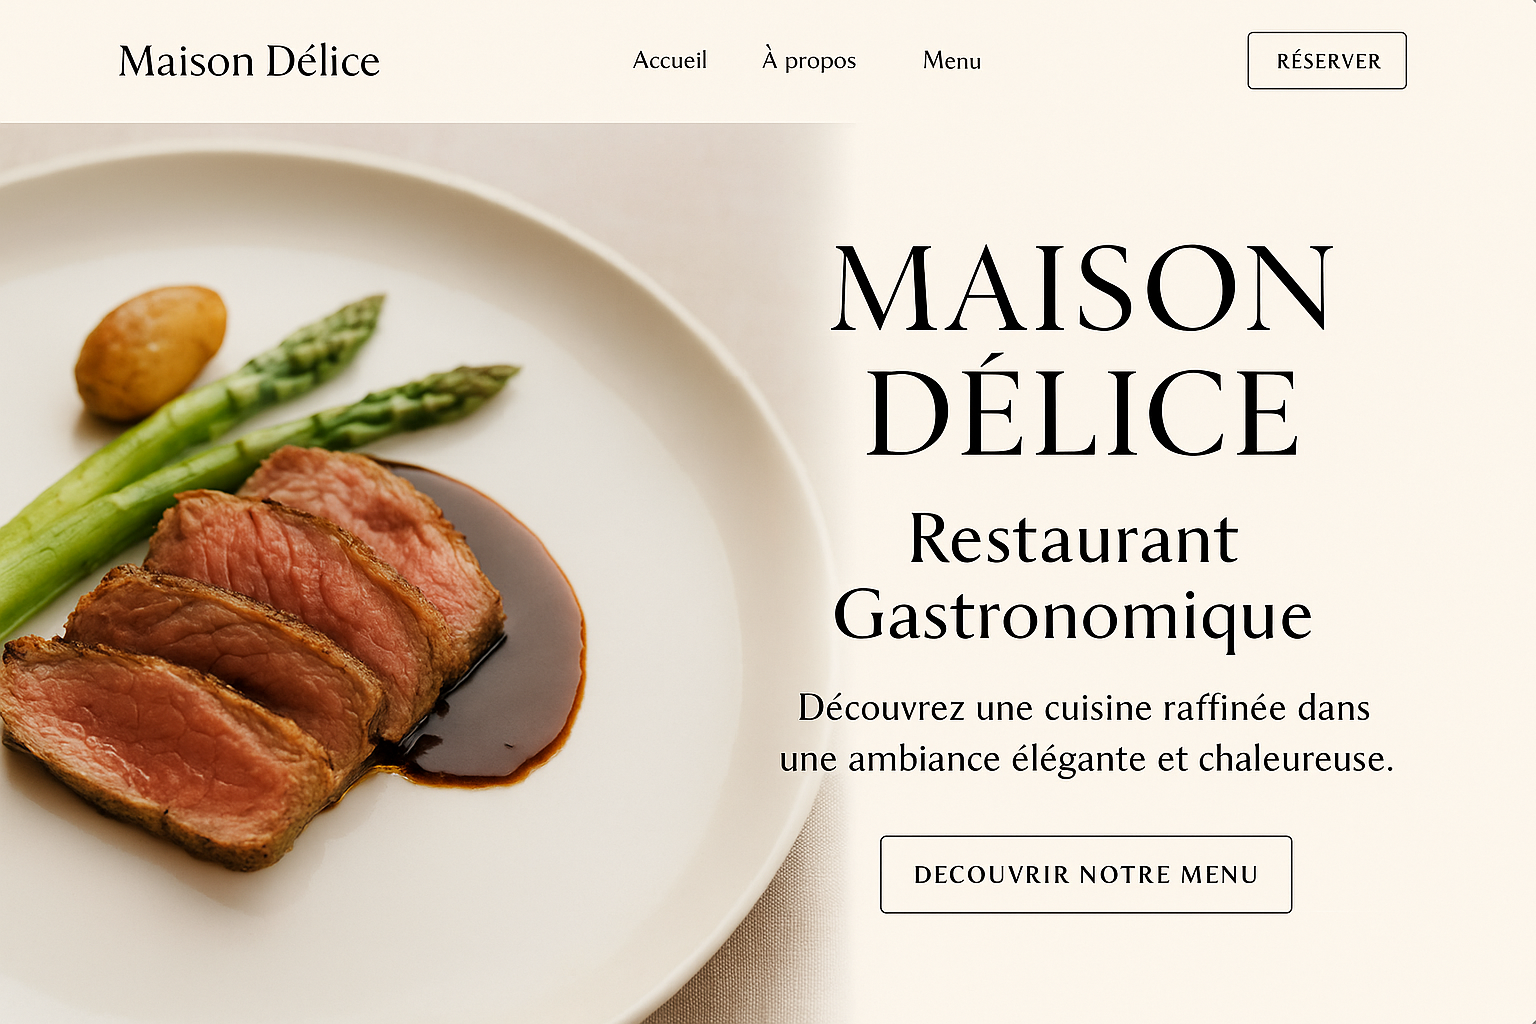 Maison Délice
Accueil
À propos
Menu
RÉSERVER
MAISON
DÉLICE
Restaurant
Gastronomique
Découvrez une cuisine raffinée dans
une ambiance élégante et chaleureuse.
DECOUVRIR NOTRE MENU